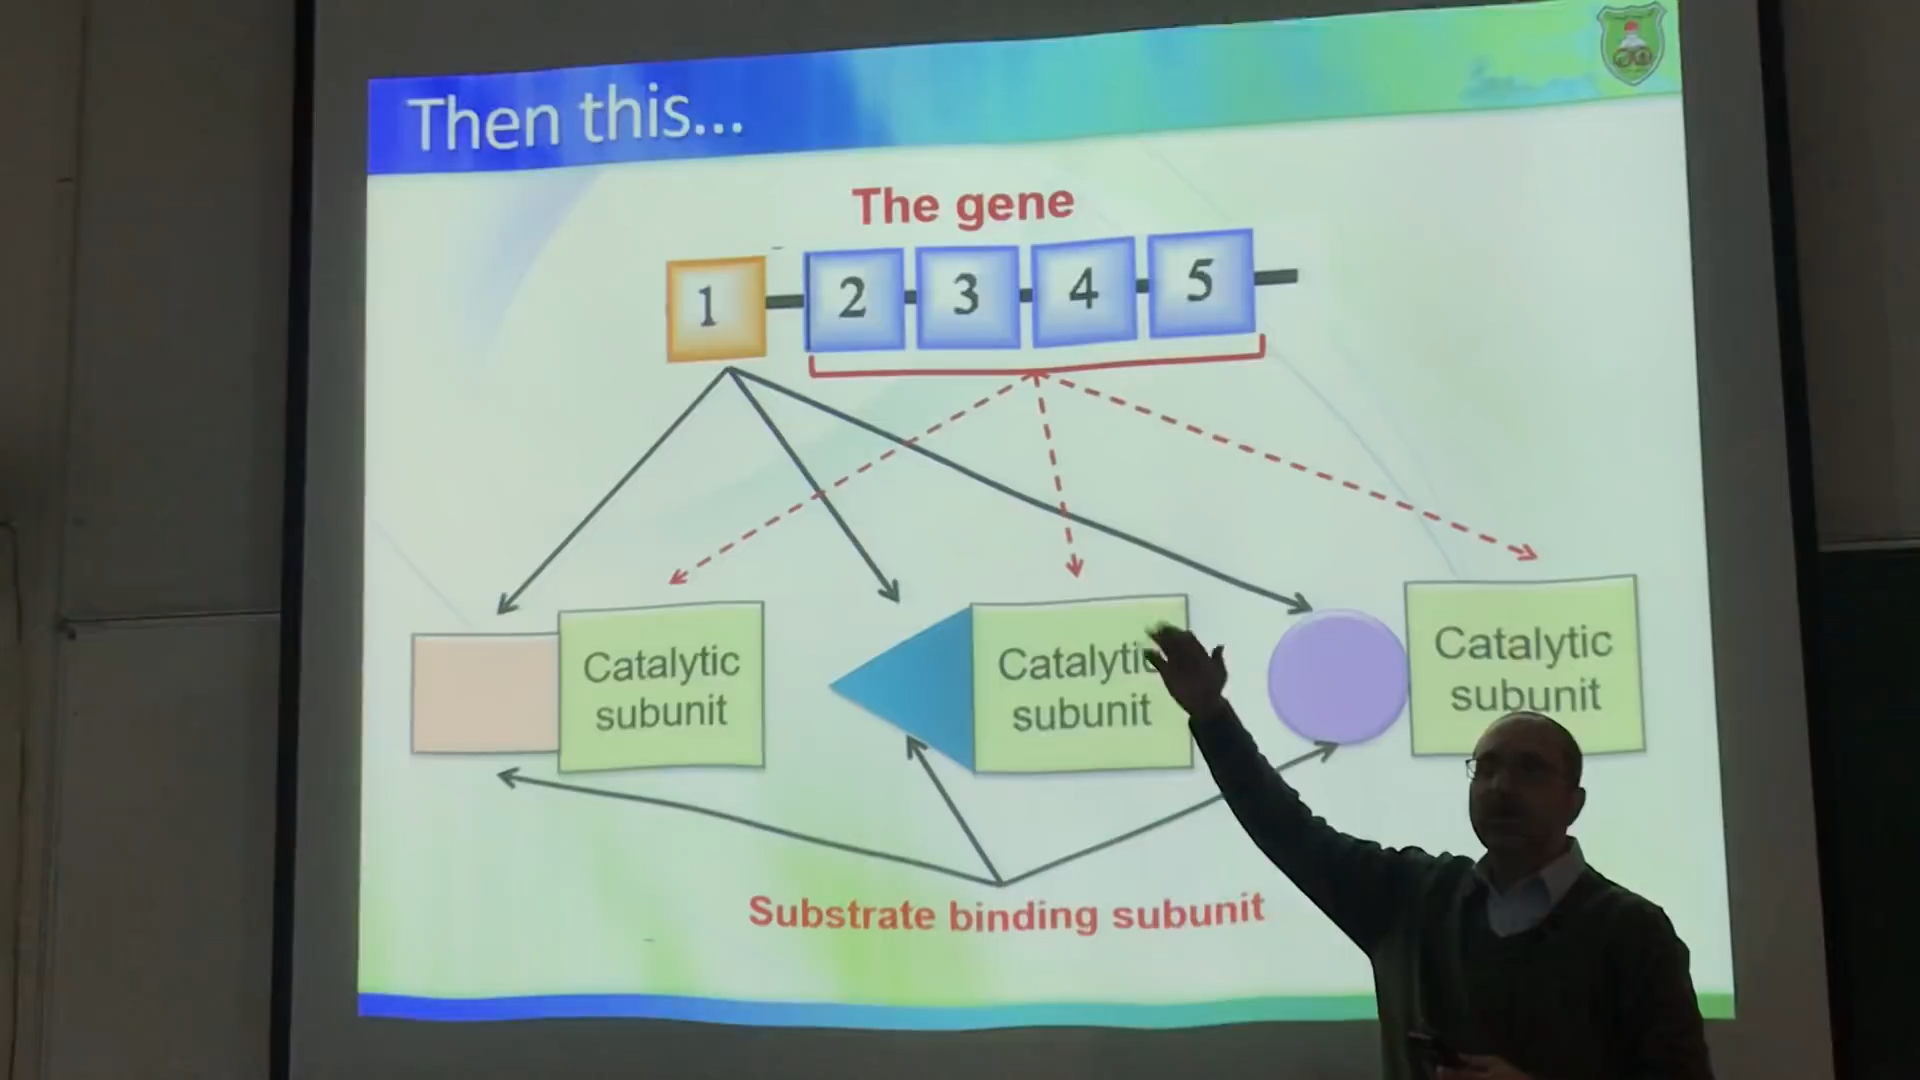 Then this...
The gene
1
2
3
4
5
Catalytic
subunit
Catalytic
subunit
Catalytic
subunit
Substrate binding subunit